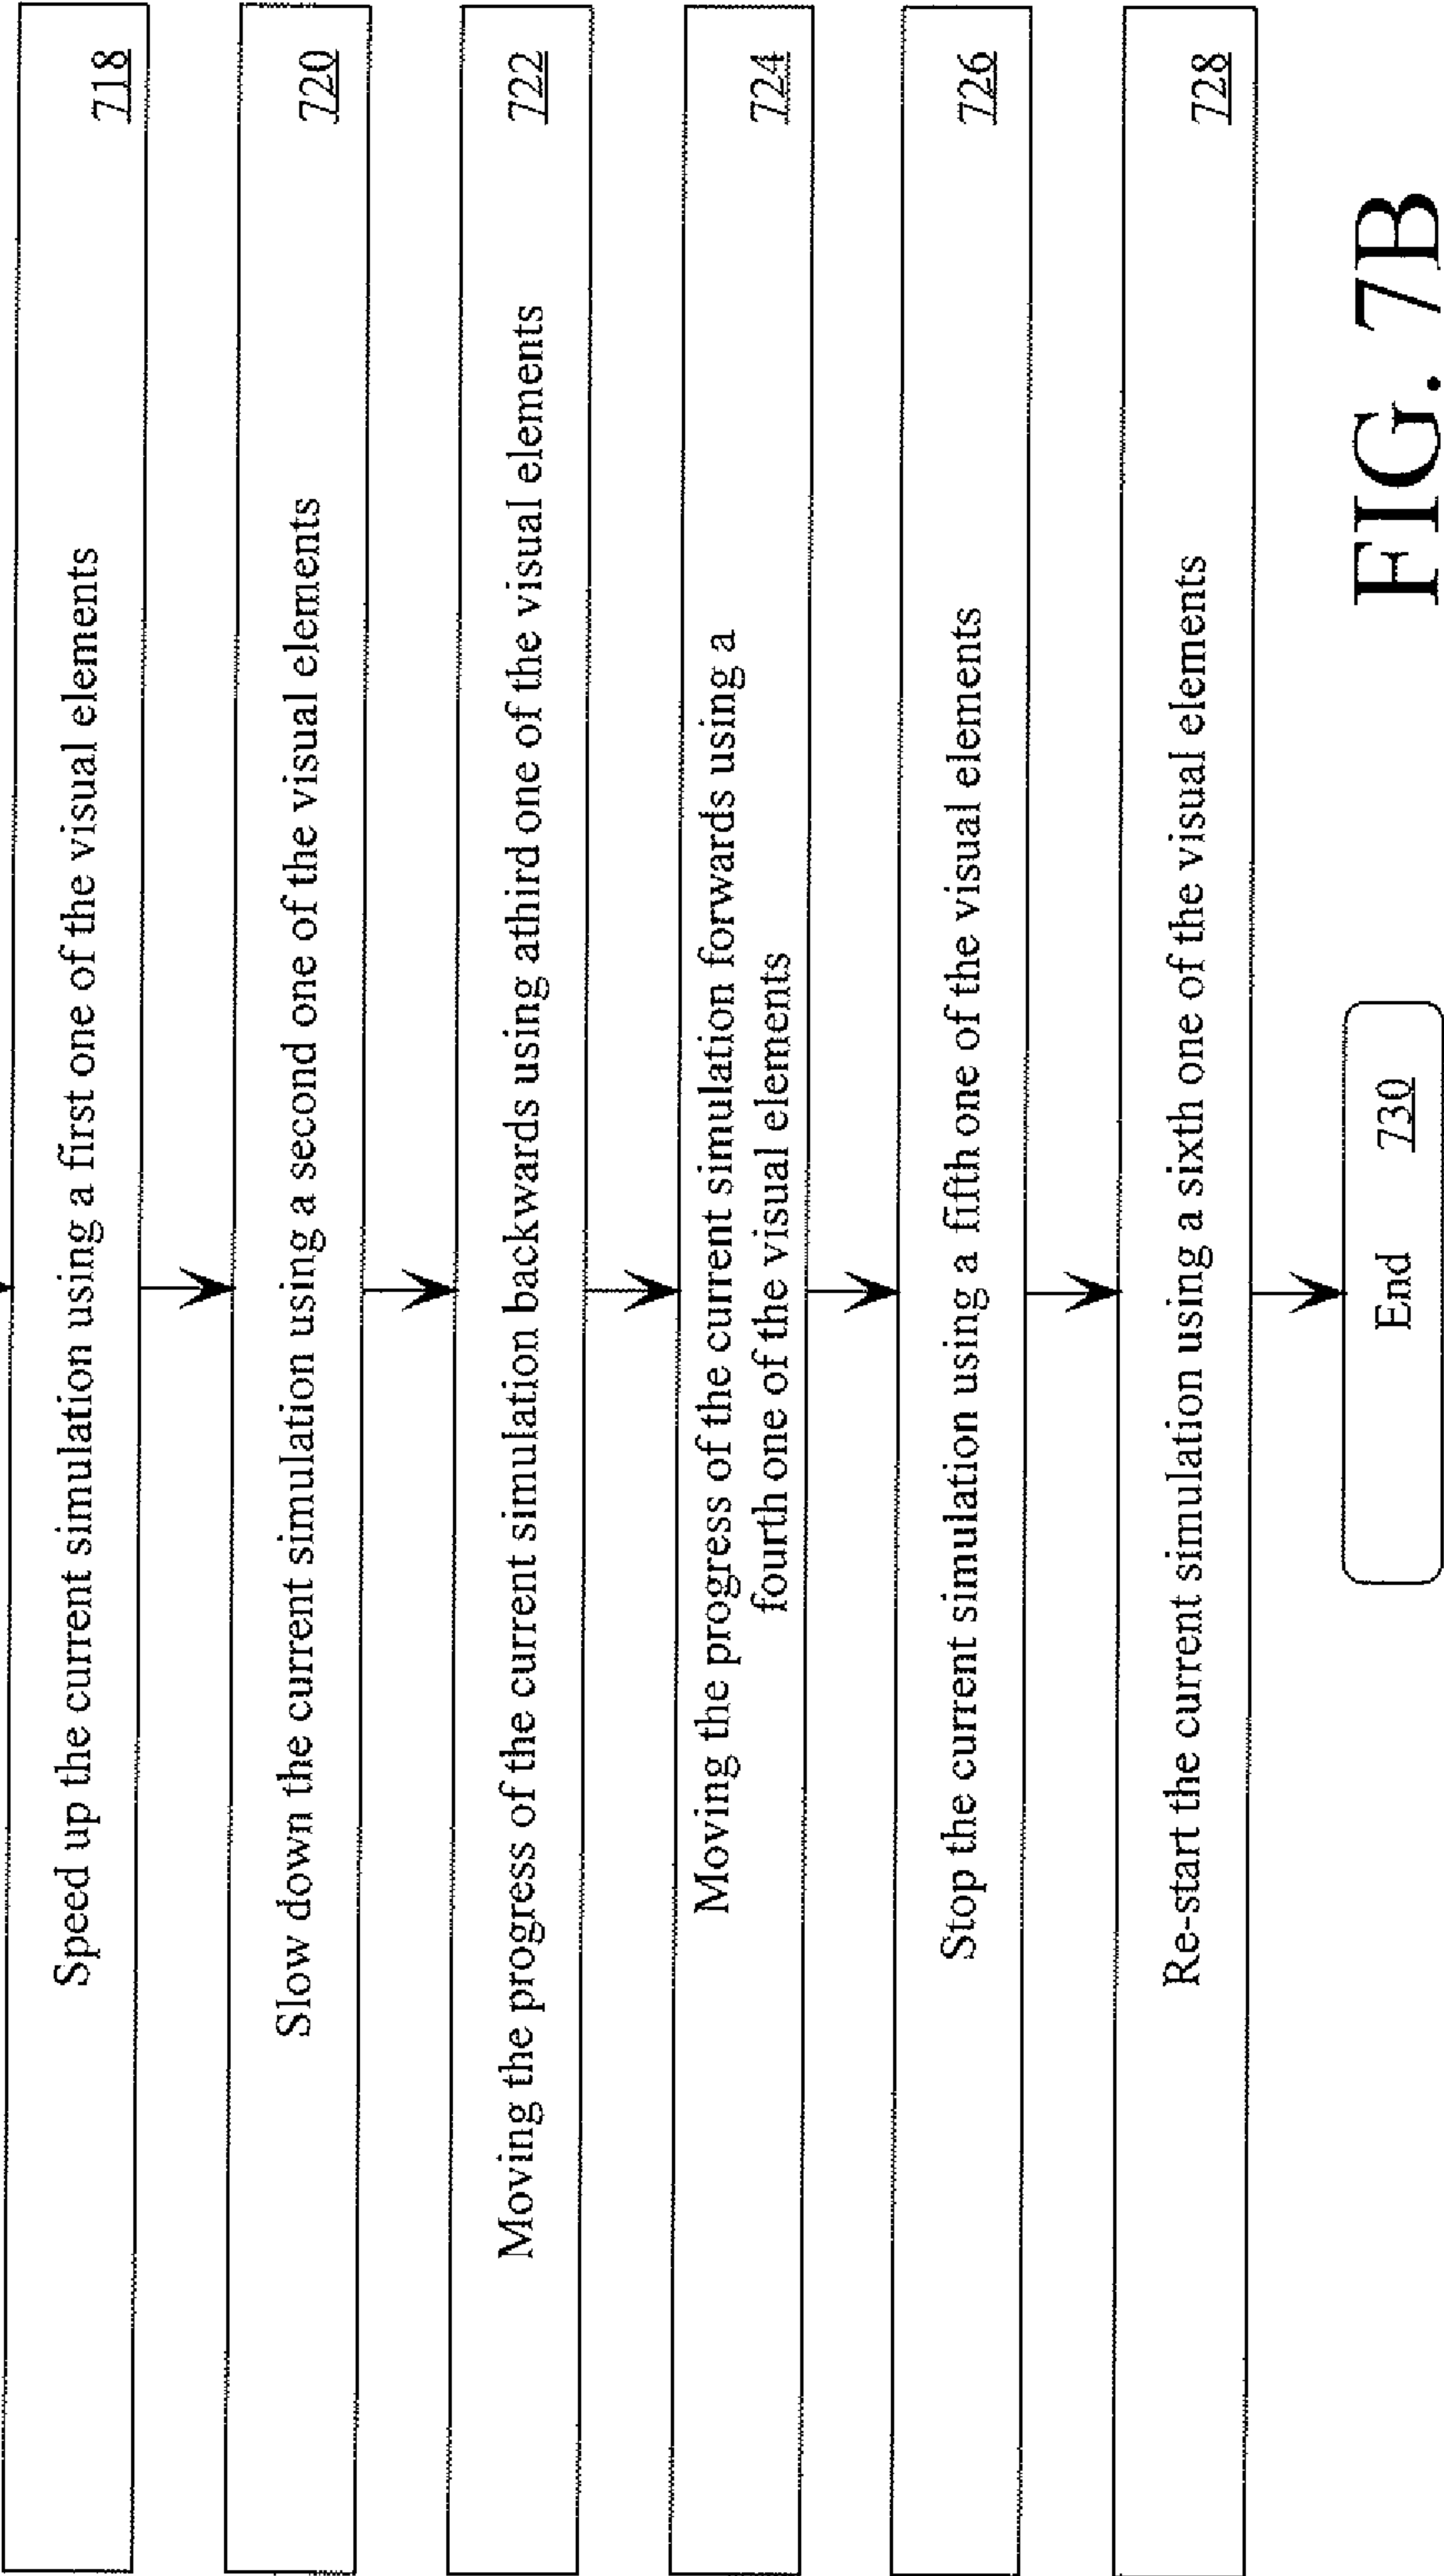 Speed up the current simulation using a first one of the visual elements
718
Slow down the current simulation using a second one of the visual elements
720
Moving the progress of the current simulation backwards using athird one of the visual elements
722
Moving the progress of the current simulation forwards using a
fourth one of the visual elements
724
Stop the current simulation using a fifth one of the visual elements
726
Re-start the current simulation using a sixth one of the visual elements
728
End 730
FIG. 7B